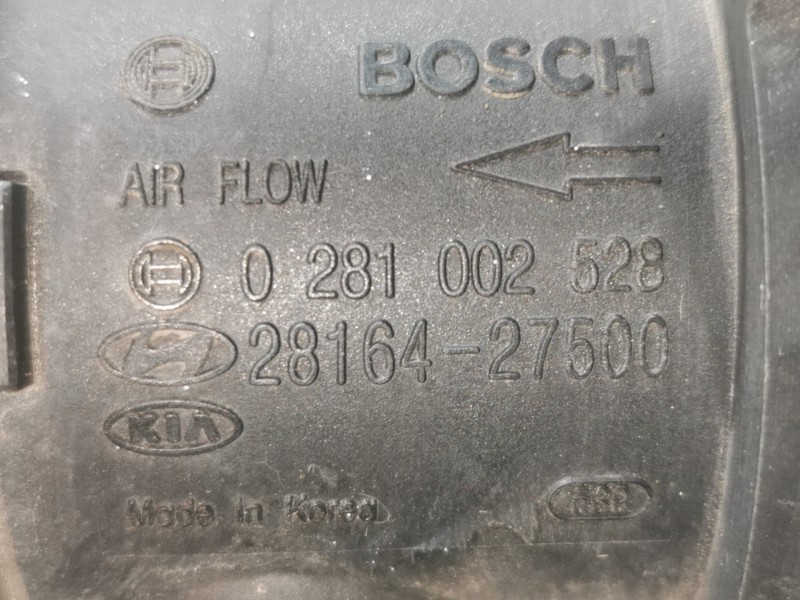 BOSCH
AIR FLOW
0 281 002 528
28164-27500
KIA
Made in Korea